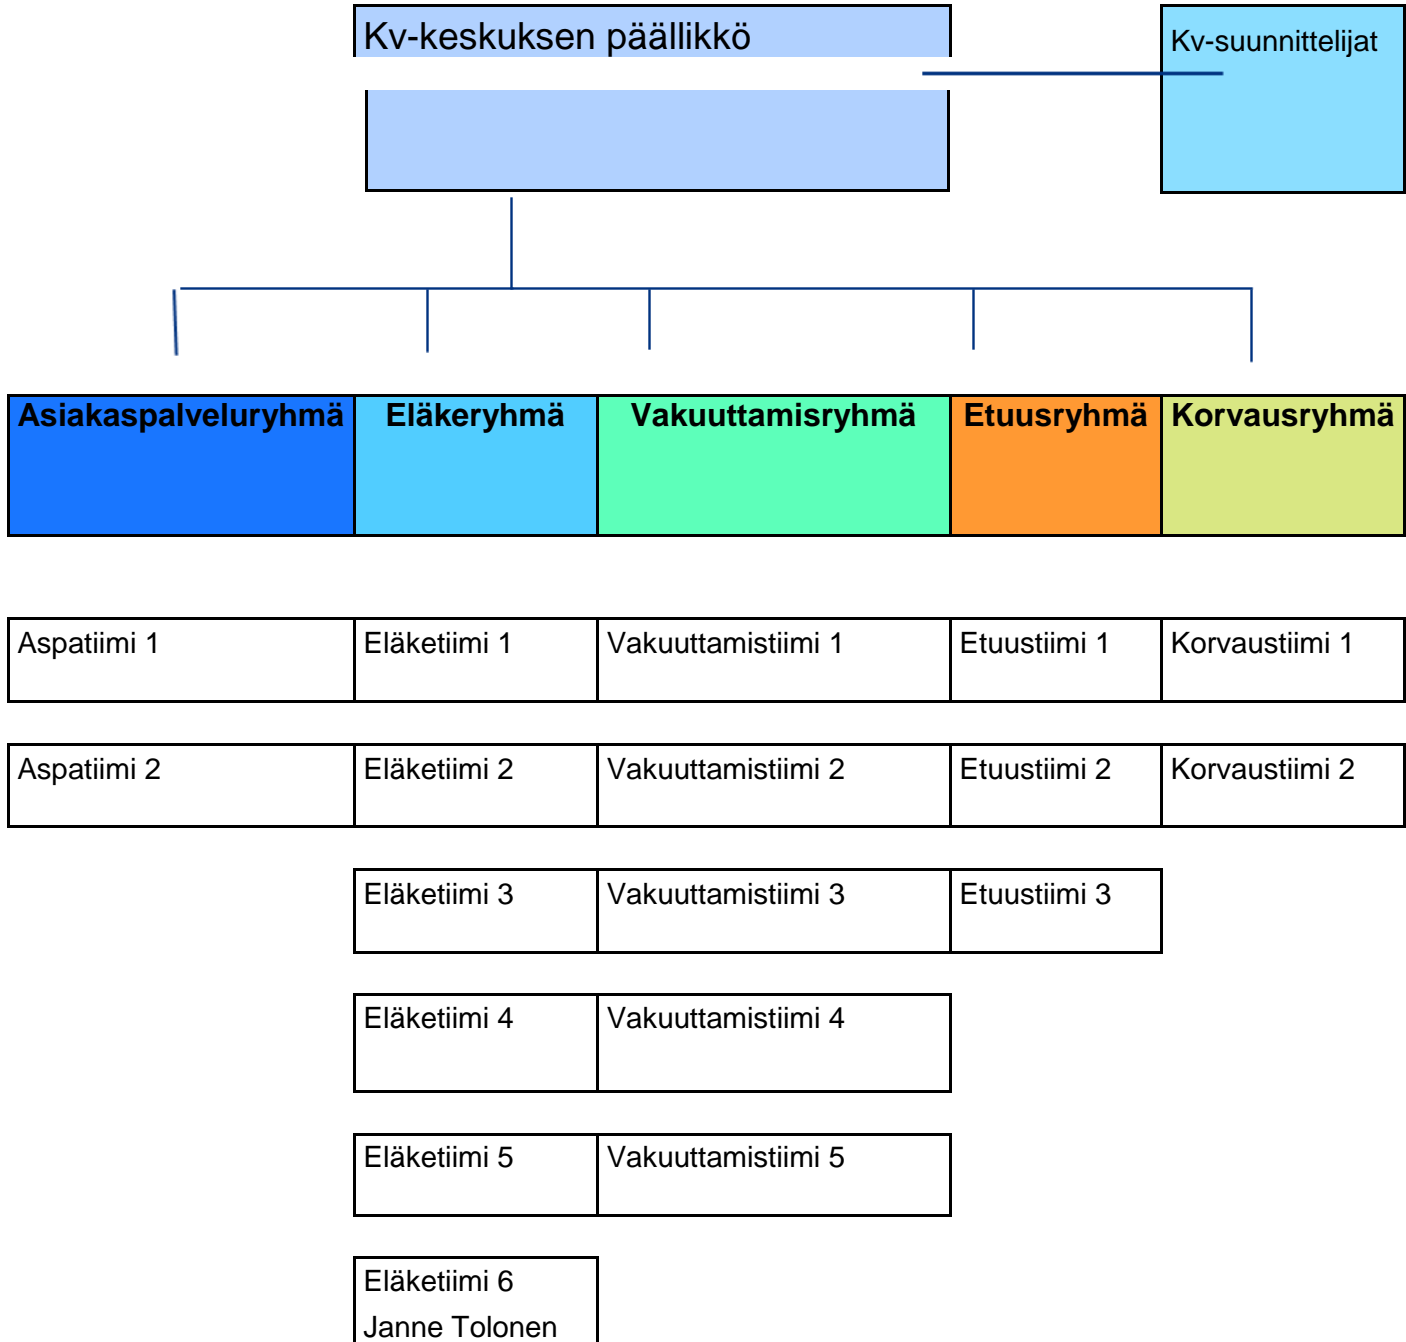 Kv-keskuksen päällikkö
Kv-suunnittelijat
Asiakaspalveluryhmä
Eläkeryhmä
Vakuuttamisryhmä
Etuusryhmä
Korvausryhmä
Aspatiimi 1
Eläketiimi 1
Vakuuttamistiimi 1
Etuustiimi 1
Korvaustiimi 1
Aspatiimi 2
Eläketiimi 2
Vakuuttamistiimi 2
Etuustiimi 2
Korvaustiimi 2
Eläketiimi 3
Vakuuttamistiimi 3
Etuustiimi 3
Eläketiimi 4
Vakuuttamistiimi 4
Eläketiimi 5
Vakuuttamistiimi 5
Eläketiimi 6
Janne Tolonen